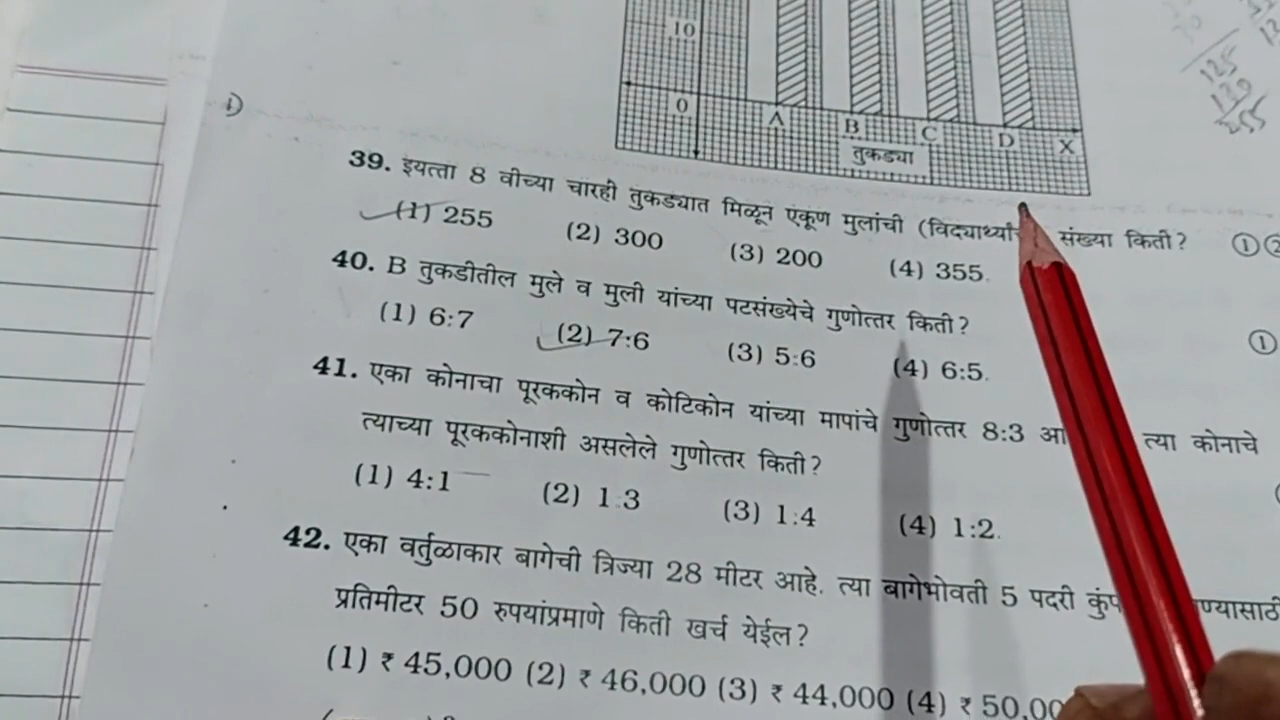 10
0
A B C D X
तुकड्या
125
130
255
1)
39. इयत्ता 8 वीच्या चारही तुकड्यात मिळून एकूण मुलांची (विद्यार्थ्यां संख्या किती? ① ②
(1) 255 (2) 300 (3) 200 (4) 355.
40. B तुकडीतील मुले व मुली यांच्या पटसंख्येचे गुणोत्तर किती? ①
(1) 6:7 (2) 7:6 (3) 5:6 (4) 6:5.
41. एका कोनाचा पूरककोन व कोटिकोन यांच्या मापांचे गुणोत्तर 8:3 आ त्या कोनाचे
त्याच्या पूरककोनाशी असलेले गुणोत्तर किती?
(1) 4:1 (2) 1:3 (3) 1:4 (4) 1:2.
42. एका वर्तुळाकार बागेची त्रिज्या 28 मीटर आहे. त्या बागेभोवती 5 पदरी
प्रतिमीटर 50 रुपयांप्रमाणे किती खर्च येईल?
(1) ₹ 45,000 (2) ₹ 46,000 (3) ₹ 44,000 (4) ₹ 50,00